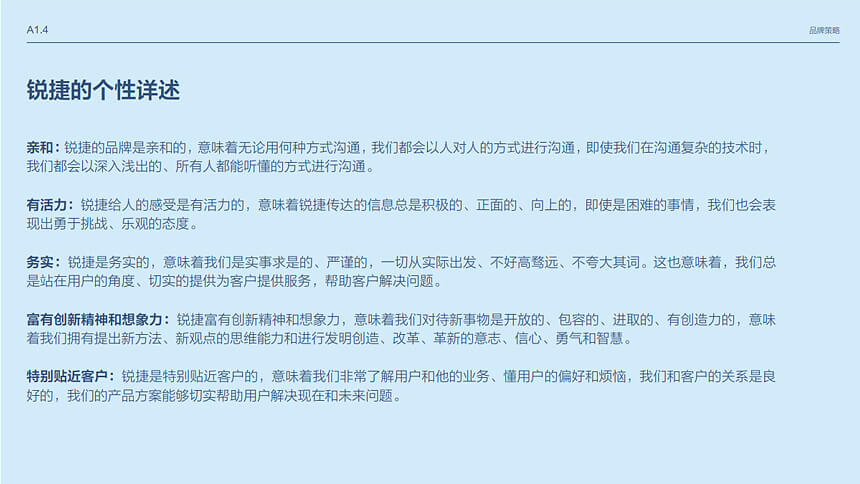 A1.4
品牌策略
锐捷的个性详述
亲和：锐捷的品牌是亲和的，意味着无论用何种方式沟通，我们都会以人对人的方式进行沟通，即使我们在沟通复杂的技术时，
我们都会以深入浅出的、所有人都能听懂的方式进行沟通。
有活力：锐捷给人的感受是有活力的，意味着锐捷传达的信息总是积极的、正面的、向上的，即使是困难的事情，我们也会表
现出勇于挑战、乐观的态度。
务实：锐捷是务实的，意味着我们是实事求是的、严谨的，一切从实际出发、不好高骛远、不夸大其词。这也意味着，我们总
是站在用户的角度、切实的提供为客户提供服务，帮助客户解决问题。
富有创新精神和想象力：锐捷富有创新精神和想象力，意味着我们对待新事物是开放的、包容的、进取的、有创造力的，意味
着我们拥有提出新方法、新观点的思维能力和进行发明创造、改革、革新的意志、信心、勇气和智慧。
特别贴近客户：锐捷是特别贴近客户的，意味着我们非常了解用户和他的业务、懂用户的偏好和烦恼，我们和客户的关系是良
好的，我们的产品方案能够切实帮助用户解决现在和未来问题。